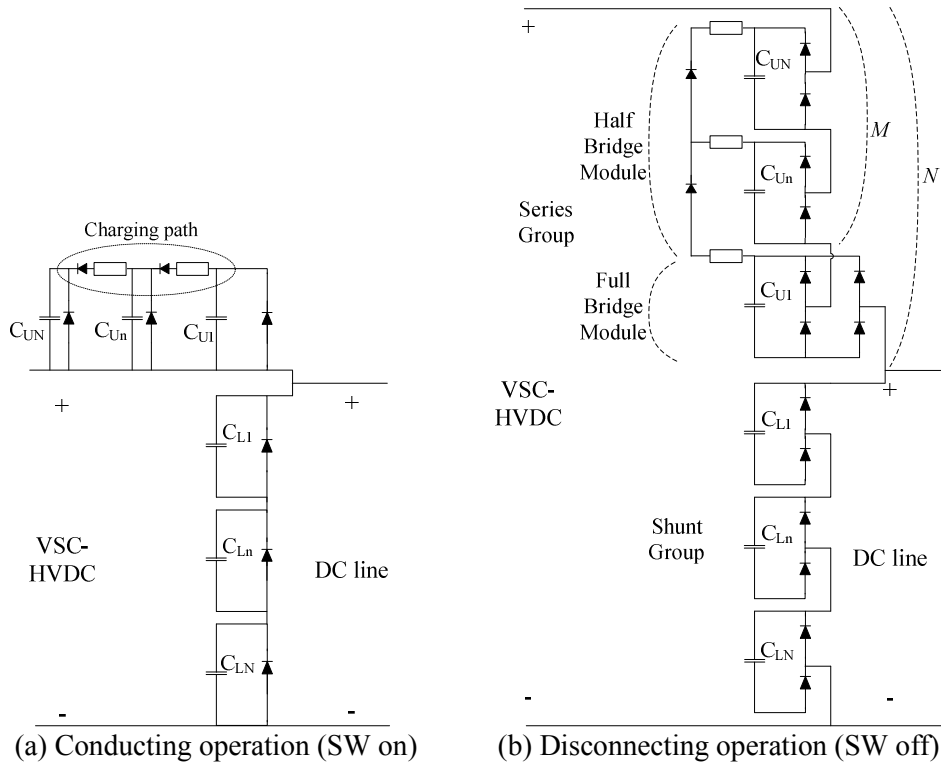 Charging path
C_UN
C_Un
C_U1
+
+
C_L1
C_Ln
C_LN
VSC-
HVDC
DC line
-
-
(a) Conducting operation (SW on)
+
C_UN
C_Un
C_U1
Half
Bridge
Module
Series
Group
Full
Bridge
Module
M
N
VSC-
HVDC
+
C_L1
C_Ln
C_LN
Shunt
Group
DC line
-
-
(b) Disconnecting operation (SW off)